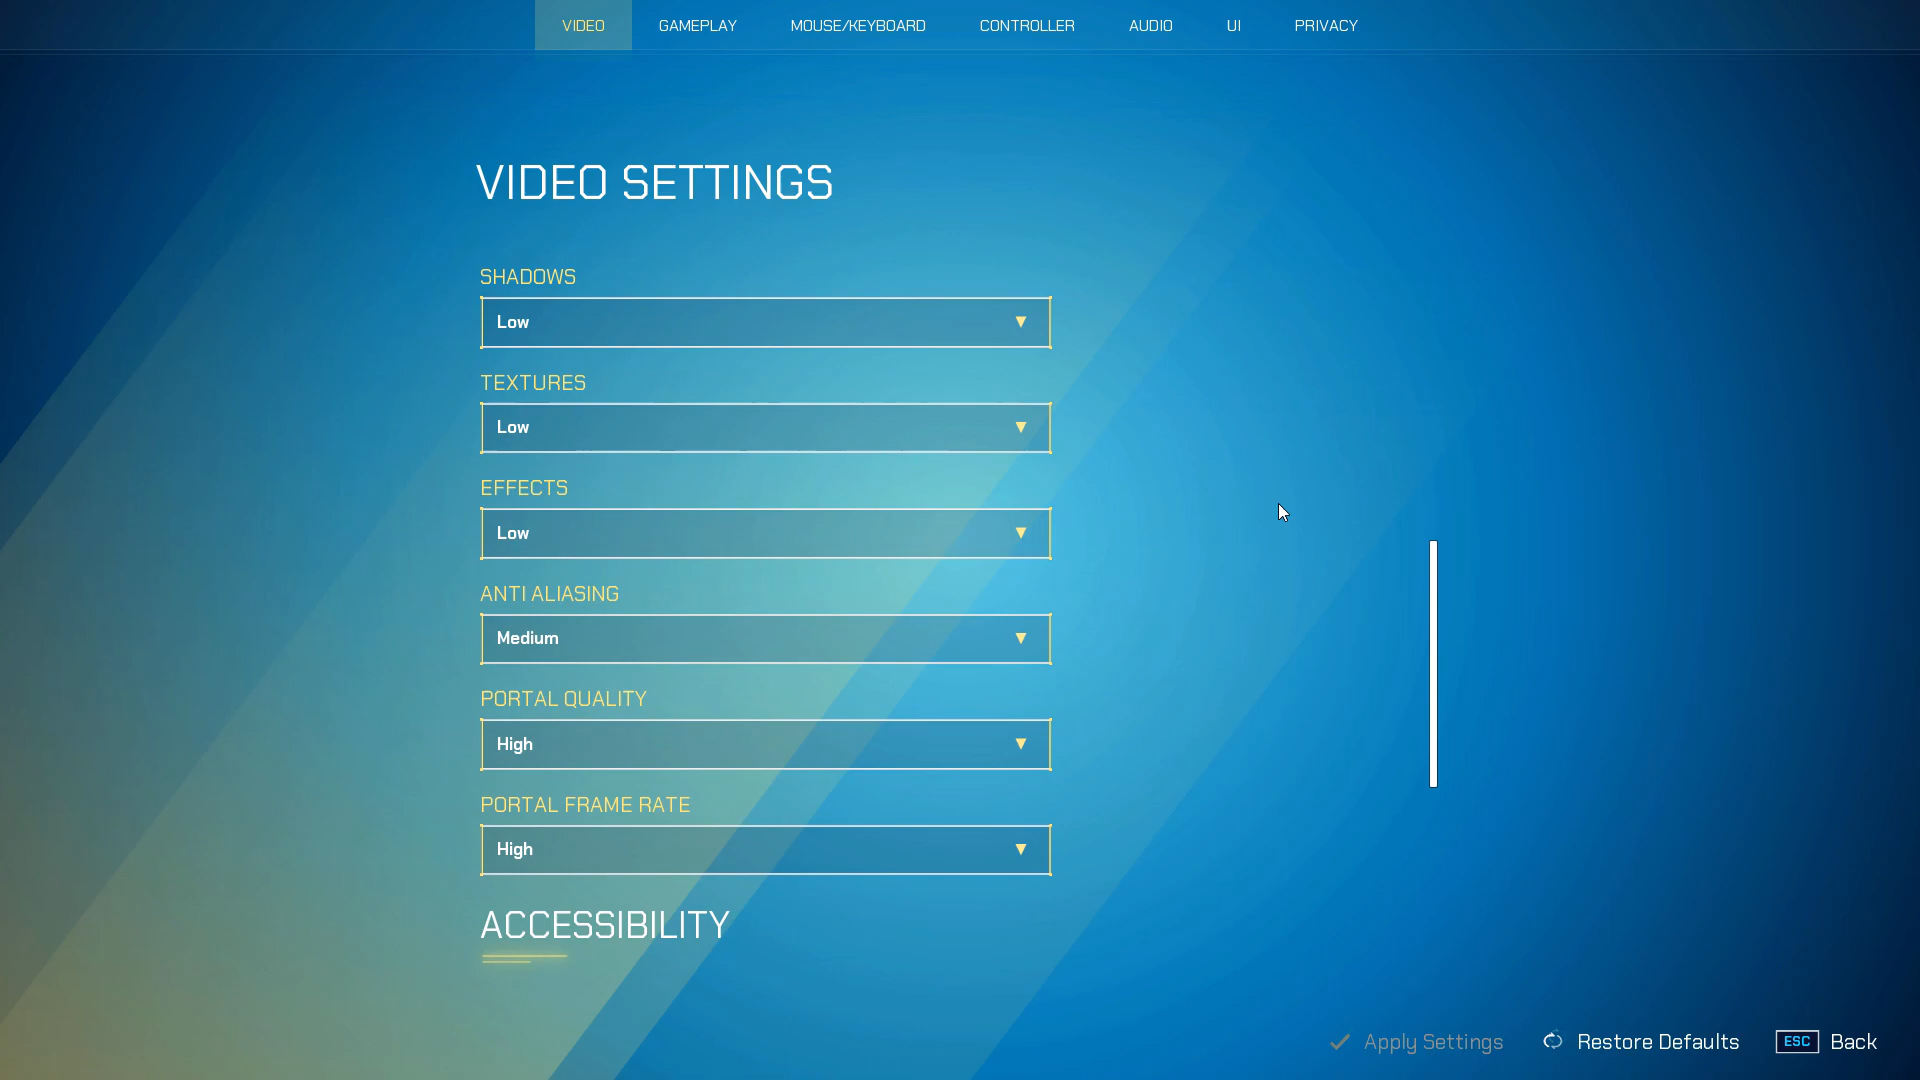 VIDEO GAMEPLAY MOUSE/KEYBOARD CONTROLLER AUDIO UI PRIVACY
VIDEO SETTINGS
SHADOWS
Low
TEXTURES
Low
EFFECTS
Low
ANTI ALIASING
Medium
PORTAL QUALITY
High
PORTAL FRAME RATE
High
ACCESSIBILITY
Apply Settings Restore Defaults ESC Back